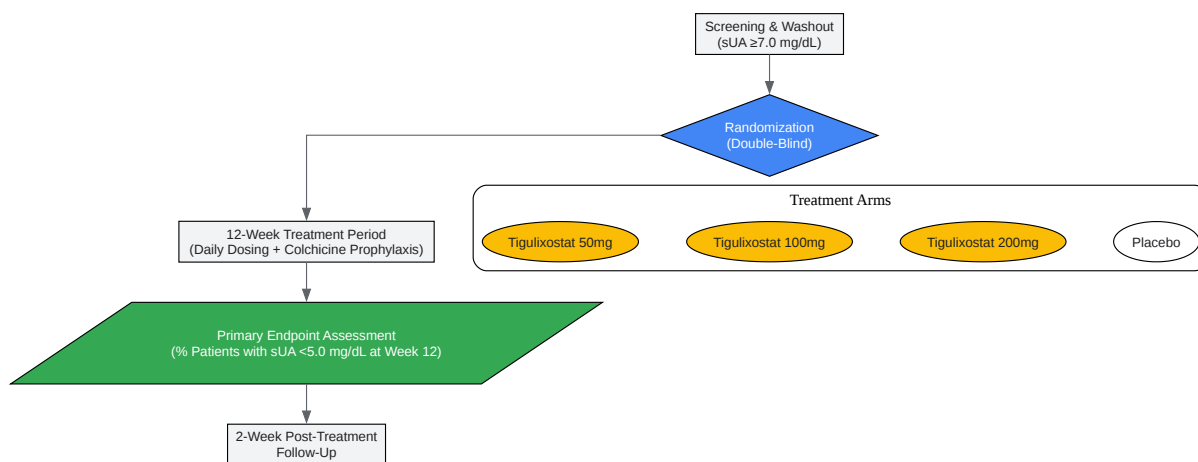 Screening & Washout
(sUA ≥7.0 mg/dL)
Randomization
(Double-Blind)
Treatment Arms
Tigulixostat 50mg
Tigulixostat 100mg
Tigulixostat 200mg
Placebo
12-Week Treatment Period
(Daily Dosing + Colchicine Prophylaxis)
Primary Endpoint Assessment
(% Patients with sUA <5.0 mg/dL at Week 12)
2-Week Post-Treatment
Follow-Up